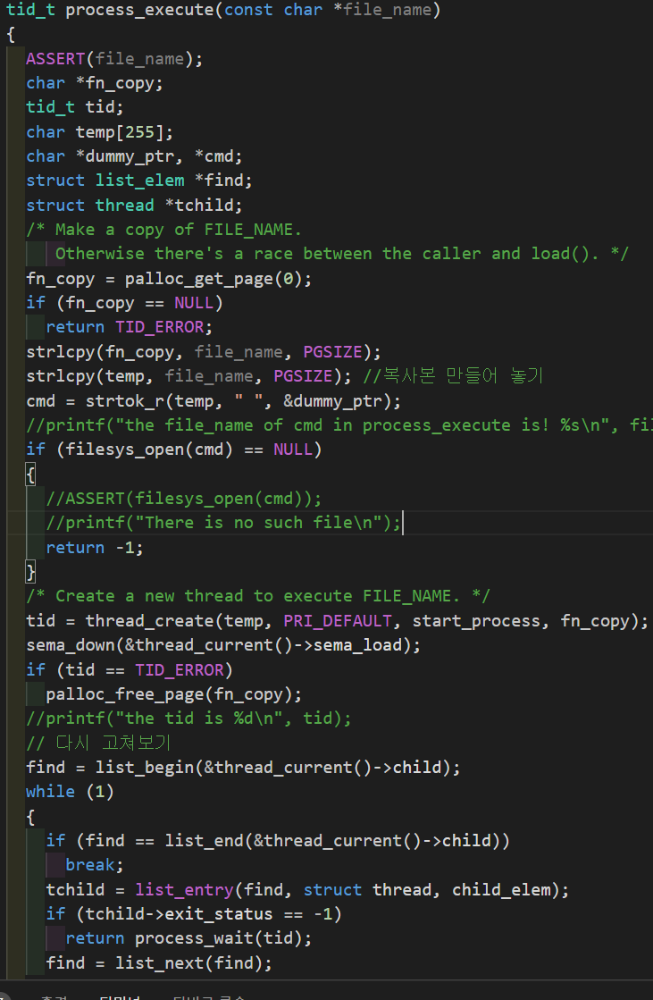 tid_t process_execute(const char *file_name)
{
ASSERT(file_name);
char *fn_copy;
tid_t tid;
char temp[255];
char *dummy_ptr, *cmd;
struct list_elem *find;
struct thread *tchild;
/* Make a copy of FILE_NAME.
Otherwise there's a race between the caller and load(). */
fn_copy = palloc_get_page(0);
if (fn_copy == NULL)
return TID_ERROR;
strlcpy(fn_copy, file_name, PGSIZE);
strlcpy(temp, file_name, PGSIZE); //복사본 만들어 놓기
cmd = strtok_r(temp, " ", &dummy_ptr);
//printf("the file_name of cmd in process_execute is! %s\n", fil
if (filesys_open(cmd) == NULL)
{
//ASSERT(filesys_open(cmd));
//printf("There is no such file\n");
return -1;
}
/* Create a new thread to execute FILE_NAME. */
tid = thread_create(temp, PRI_DEFAULT, start_process, fn_copy);
sema_down(&thread_current()->sema_load);
if (tid == TID_ERROR)
palloc_free_page(fn_copy);
//printf("the tid is %d\n", tid);
// 다시 고쳐보기
find = list_begin(&thread_current()->child);
while (1)
{
if (find == list_end(&thread_current()->child))
break;
tchild = list_entry(find, struct thread, child_elem);
if (tchild->exit_status == -1)
return process_wait(tid);
find = list_next(find);